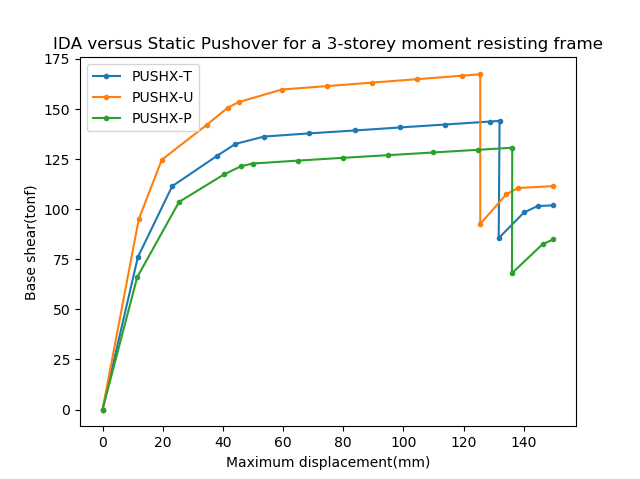 IDA versus Static Pushover for a 3-storey moment resisting frame
PUSHX-T
PUSHX-U
PUSHX-P
175
150
125
100
75
50
25
0
Base shear(tonf)
0 20 40 60 80 100 120 140
Maximum displacement(mm)